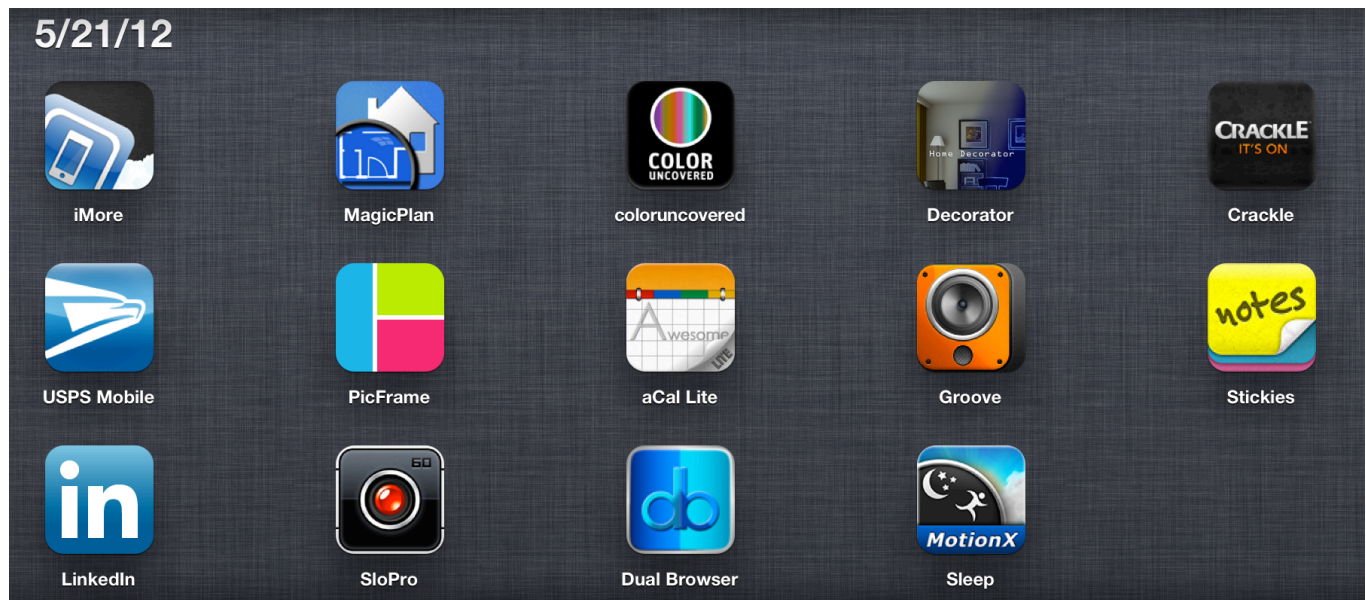 5/21/12
COLOR
UNCOVERED
Home Decorator
CRACKLE
IT'S ON
iMore
MagicPlan
coloruncovered
Decorator
Crackle
Awesome
LITE
notes
USPS Mobile
PicFrame
aCal Lite
Groove
Stickies
in
60
db
MotionX
LinkedIn
SloPro
Dual Browser
Sleep